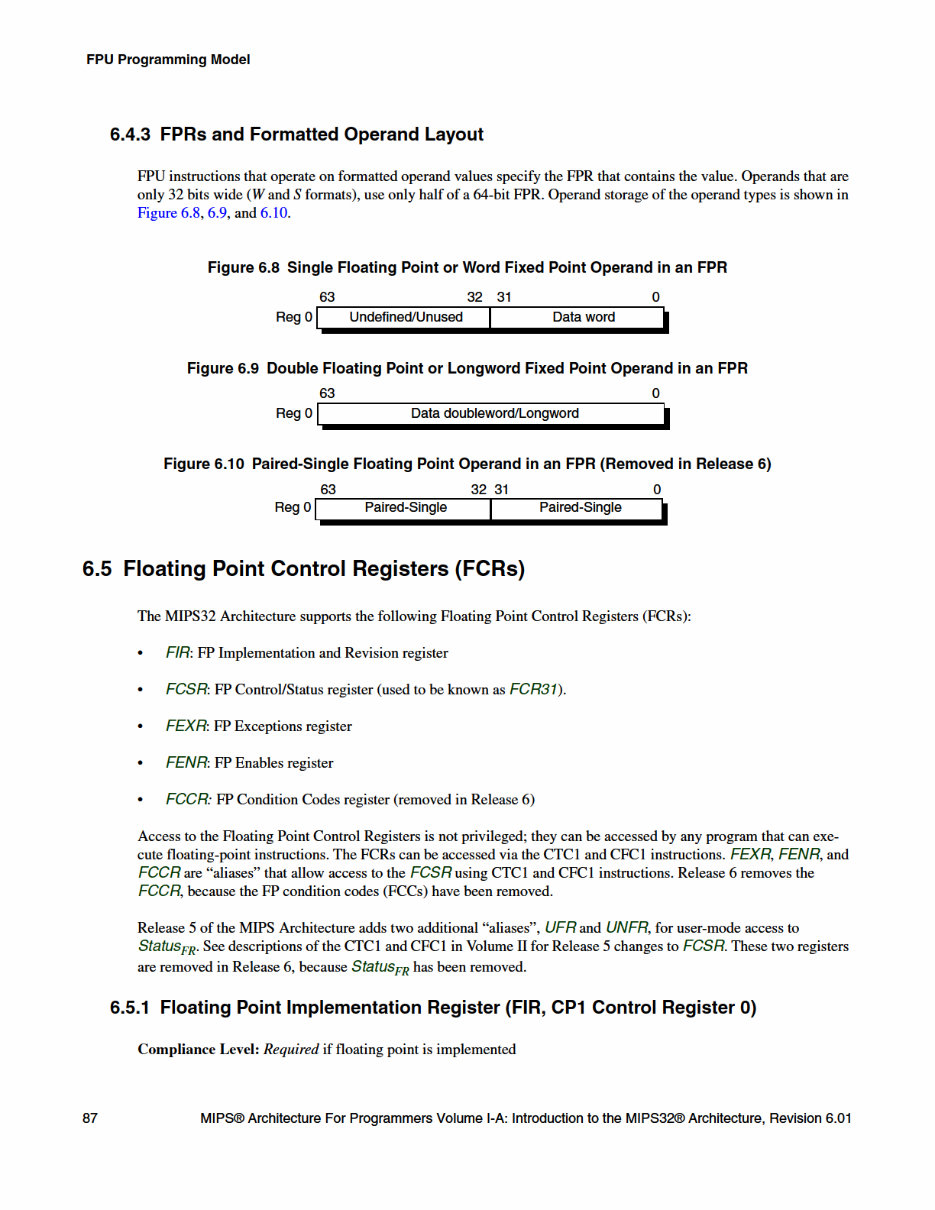 FPU Programming Model
6.4.3 FPRs and Formatted Operand Layout
FPU instructions that operate on formatted operand values specify the FPR that contains the value. Operands that are
only 32 bits wide (W and S formats), use only half of a 64-bit FPR. Operand storage of the operand types is shown in
Figure 6.8, 6.9, and 6.10.
Figure 6.8 Single Floating Point or Word Fixed Point Operand in an FPR
63 32 31 0
Reg 0 Undefined/Unused Data word
Figure 6.9 Double Floating Point or Longword Fixed Point Operand in an FPR
63 0
Reg 0 Data doubleword/Longword
Figure 6.10 Paired-Single Floating Point Operand in an FPR (Removed in Release 6)
63 32 31 0
Reg 0 Paired-Single Paired-Single
6.5 Floating Point Control Registers (FCRs)
The MIPS32 Architecture supports the following Floating Point Control Registers (FCRs):
• FIR: FP Implementation and Revision register
• FCSR: FP Control/Status register (used to be known as FCR31).
• FEXR: FP Exceptions register
• FENR: FP Enables register
• FCCR: FP Condition Codes register (removed in Release 6)
Access to the Floating Point Control Registers is not privileged; they can be accessed by any program that can exe-
cute floating-point instructions. The FCRs can be accessed via the CTC1 and CFC1 instructions. FEXR, FENR, and
FCCR are “aliases” that allow access to the FCSR using CTC1 and CFC1 instructions. Release 6 removes the
FCCR, because the FP condition codes (FCCs) have been removed.
Release 5 of the MIPS Architecture adds two additional “aliases”, UFR and UNFR, for user-mode access to
StatusFR. See descriptions of the CTC1 and CFC1 in Volume II for Release 5 changes to FCSR. These two registers
are removed in Release 6, because StatusFR has been removed.
6.5.1 Floating Point Implementation Register (FIR, CP1 Control Register 0)
Compliance Level: Required if floating point is implemented
87 MIPS® Architecture For Programmers Volume I-A: Introduction to the MIPS32® Architecture, Revision 6.01